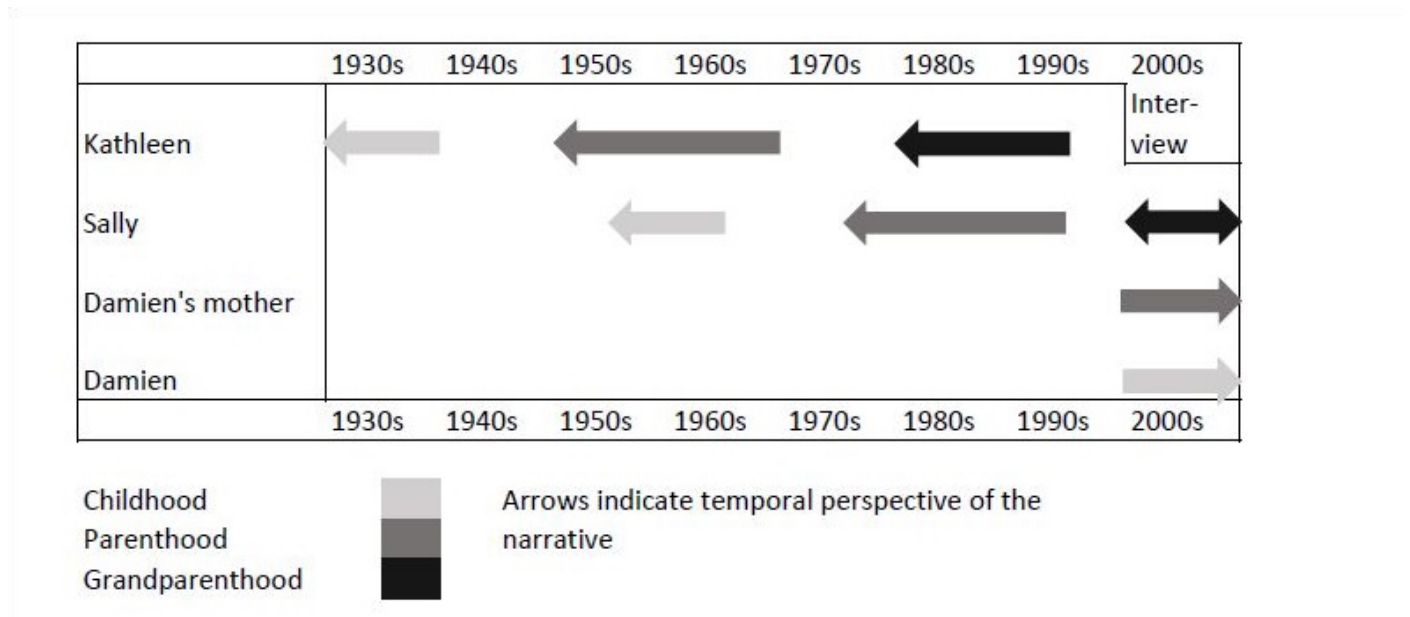 1930s 1940s 1950s 1960s 1970s 1980s 1990s 2000s
Inter-
Kathleen view
Sally
Damien's mother
Damien
1930s 1940s 1950s 1960s 1970s 1980s 1990s 2000s
Childhood Arrows indicate temporal perspective of the
Parenthood narrative
Grandparenthood